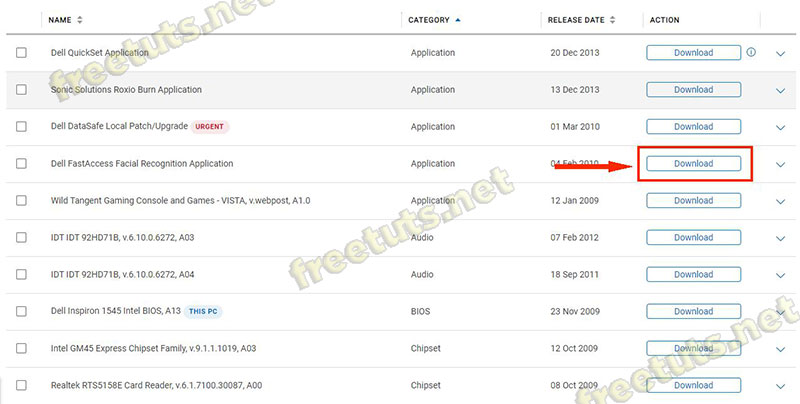 NAME CATEGORY RELEASE DATE ACTION
Dell QuickSet Application Application 20 Dec 2013 Download
Sonic Solutions Roxio Burn Application Application 13 Dec 2013 Download
Dell DataSafe Local Patch/Upgrade URGENT Application 01 Mar 2010 Download
Dell FastAccess Facial Recognition Application Application 04 Feb 2010 Download
Wild Tangent Gaming Console and Games - VISTA, v.webpost, A1.0 Application 12 Jan 2009 Download
IDT IDT 92HD71B, v.6.10.0.6272, A03 Audio 07 Feb 2012 Download
IDT IDT 92HD71B, v.6.10.0.6272, A04 Audio 18 Sep 2011 Download
Dell Inspiron 1545 Intel BIOS, A13 THIS PC BIOS 23 Nov 2009 Download
Intel GM45 Express Chipset Family, v.9.1.1.1019, A03 Chipset 12 Oct 2009 Download
Realtek RTS5158E Card Reader, v.6.1.7100.30087, A00 Chipset 08 Oct 2009 Download
freetuts.net
freetuts.net
freetuts.net